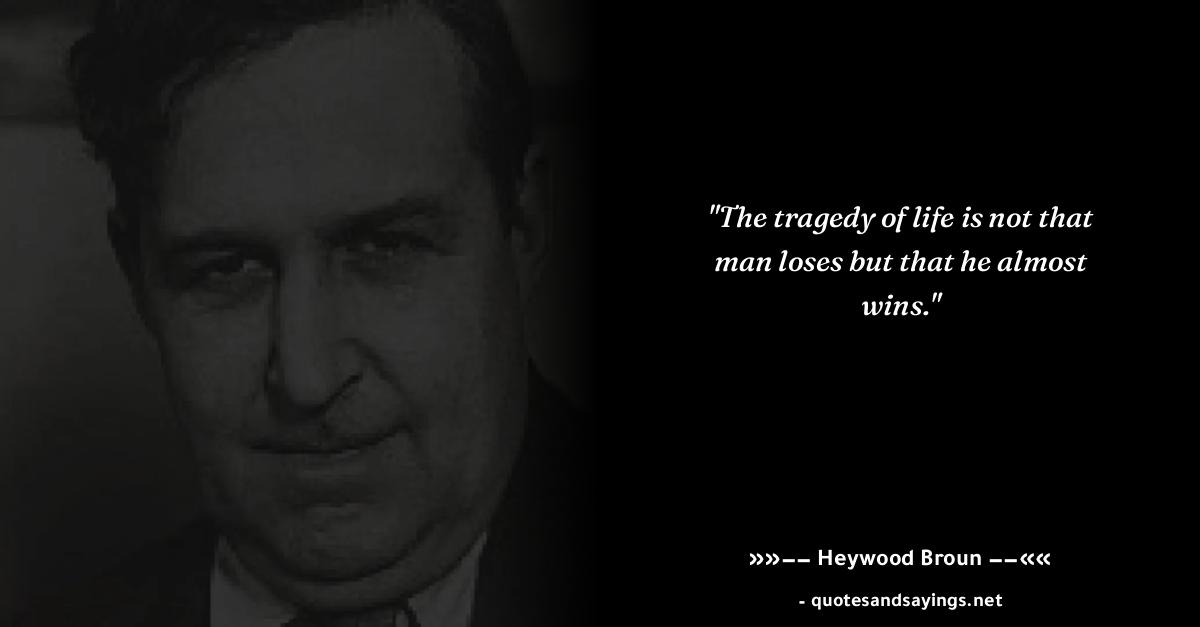 "The tragedy of life is not that
man loses but that he almost
wins."
»»–– Heywood Broun ––««
- quotesandsayings.net